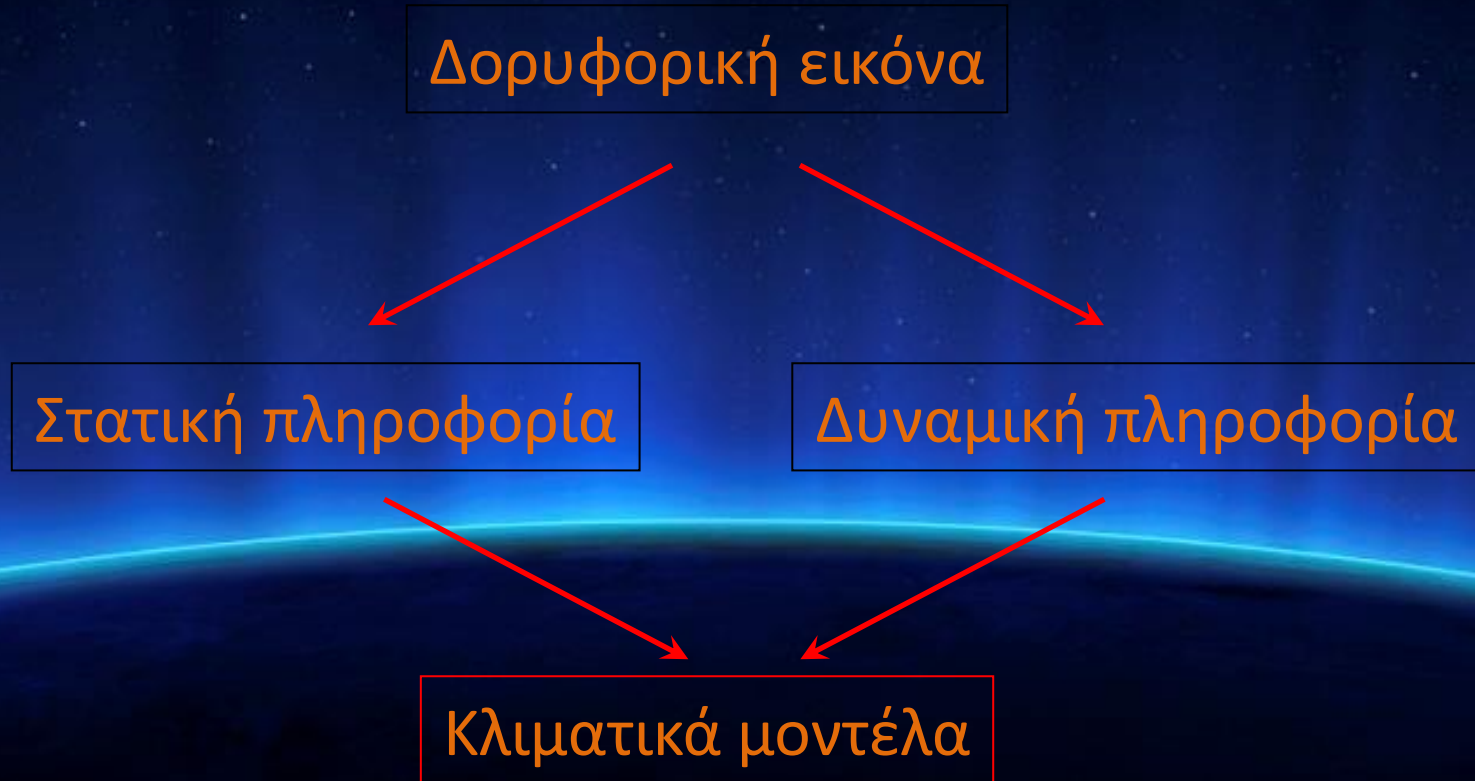 Δορυφορική εικόνα
Στατική πληροφορία
Δυναμική πληροφορία
Κλιματικά μοντέλα